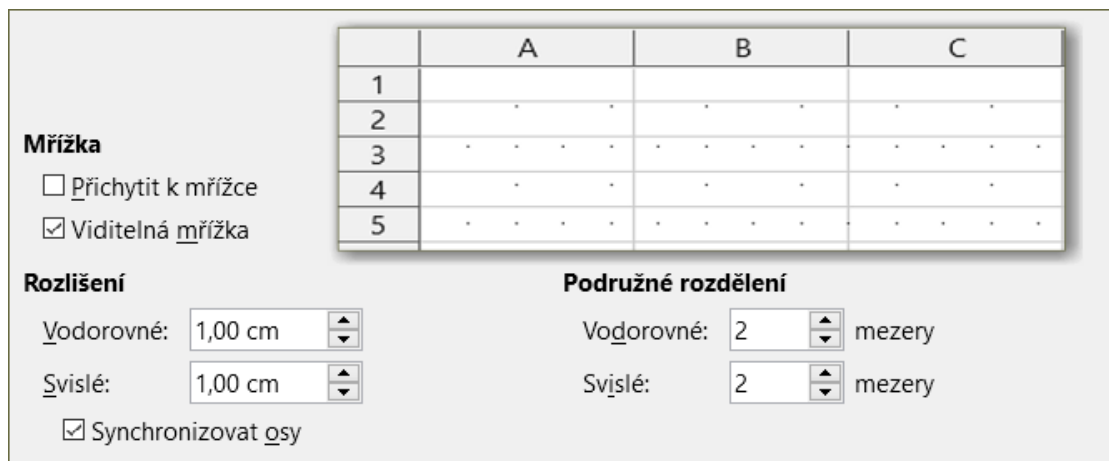 A B C
1
2
3
4
5
Mřížka
Přichytit k mřížce
Viditelná mřížka
Rozlišení
Vodorovné: 1,00 cm
Svislé: 1,00 cm
Synchronizovat osy
Podružné rozdělení
Vodorovné: 2 mezery
Svislé: 2 mezery